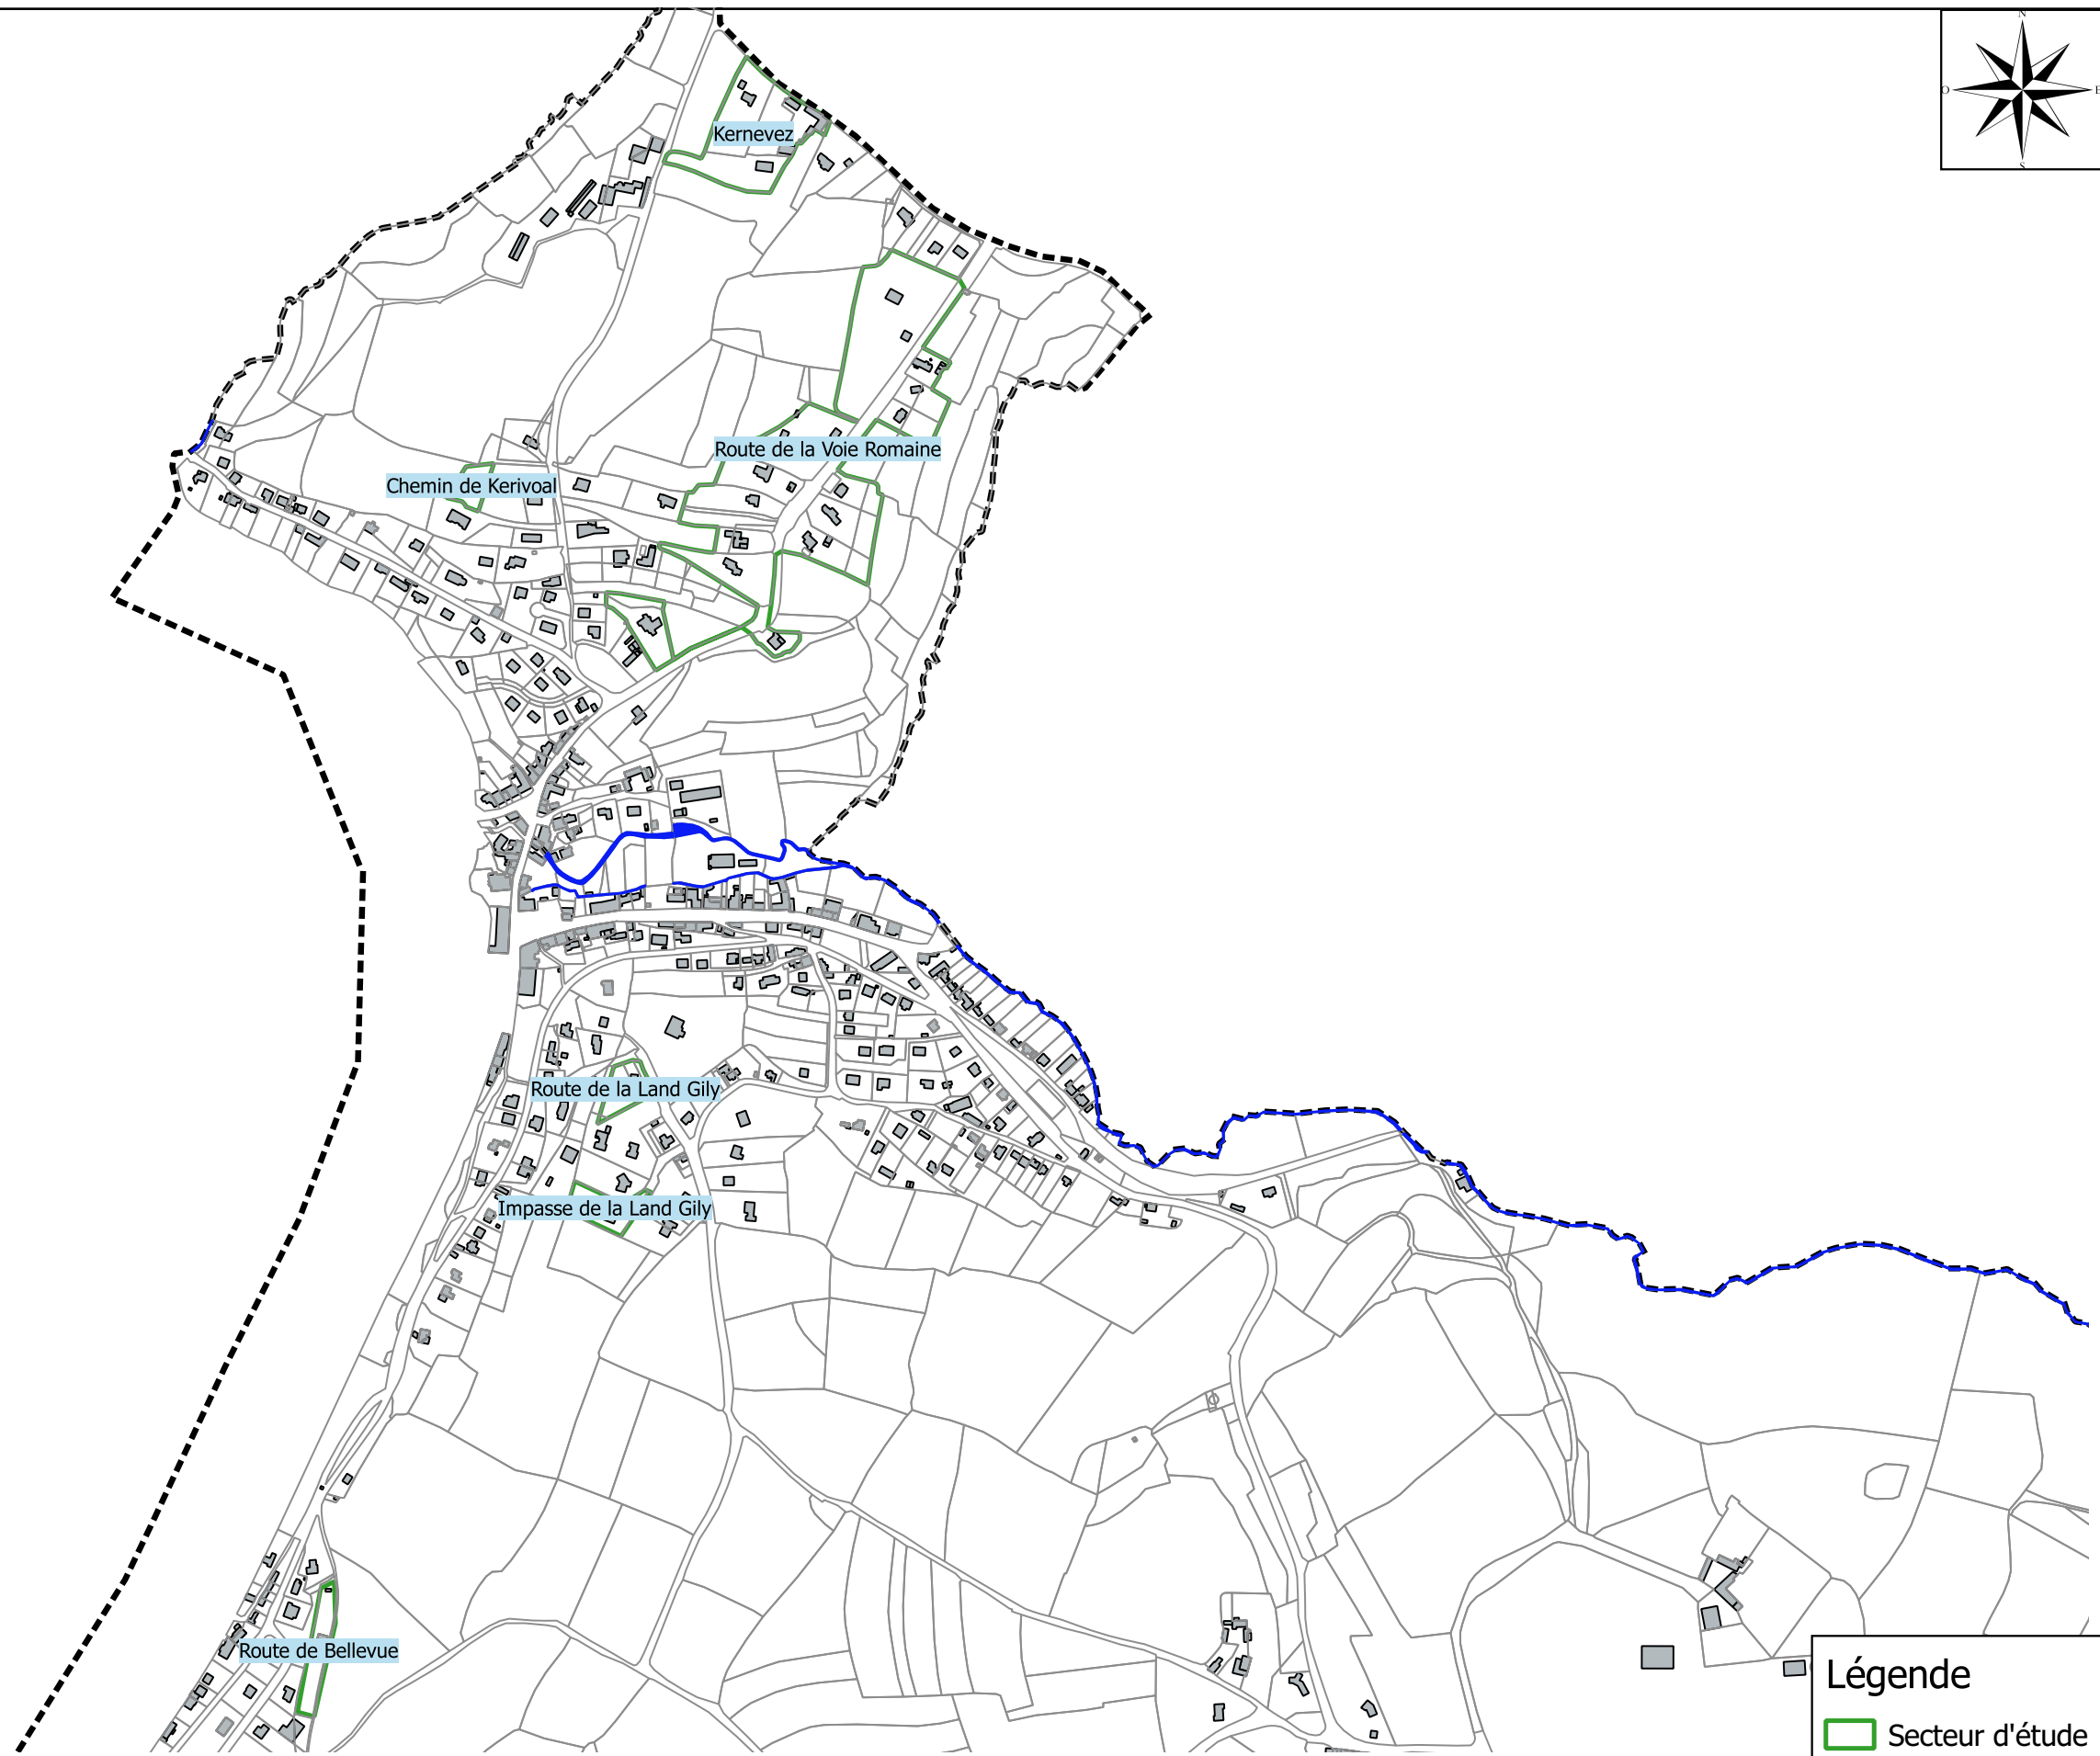 N
O
E
S
Kernevez
Route de la Voie Romaine
Chemin de Kerivoal
Route de la Land Gily
Impasse de la Land Gily
Route de Bellevue
Légende
Secteur d'étude